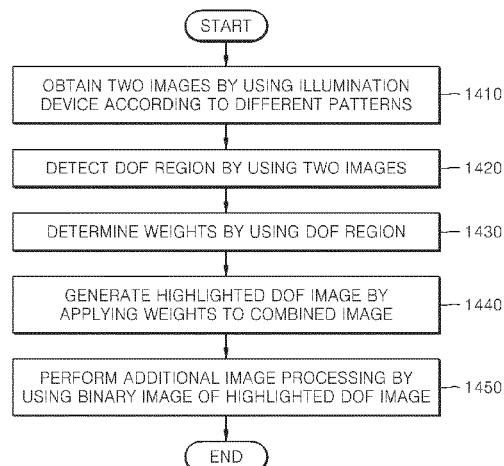 START
OBTAIN TWO IMAGES BY USING ILLUMINATION
DEVICE ACCORDING TO DIFFERENT PATTERNS
1410
DETECT DOF REGION BY USING TWO IMAGES
1420
DETERMINE WEIGHTS BY USING DOF REGION
1430
GENERATE HIGHLIGHTED DOF IMAGE BY
APPLYING WEIGHTS TO COMBINED IMAGE
1440
PERFORM ADDITIONAL IMAGE PROCESSING BY
USING BINARY IMAGE OF HIGHLIGHTED DOF IMAGE
1450
END